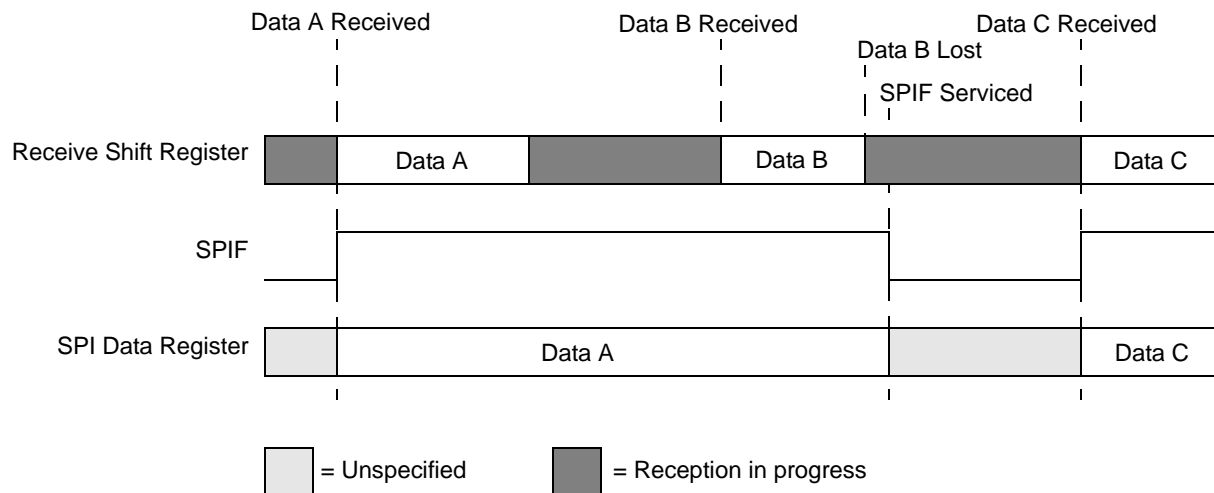 Data A Received
Data B Received
Data C Received
Data B Lost
SPIF Serviced
Receive Shift Register
Data A
Data B
Data C
SPIF
SPI Data Register
Data A
Data C
= Unspecified
= Reception in progress